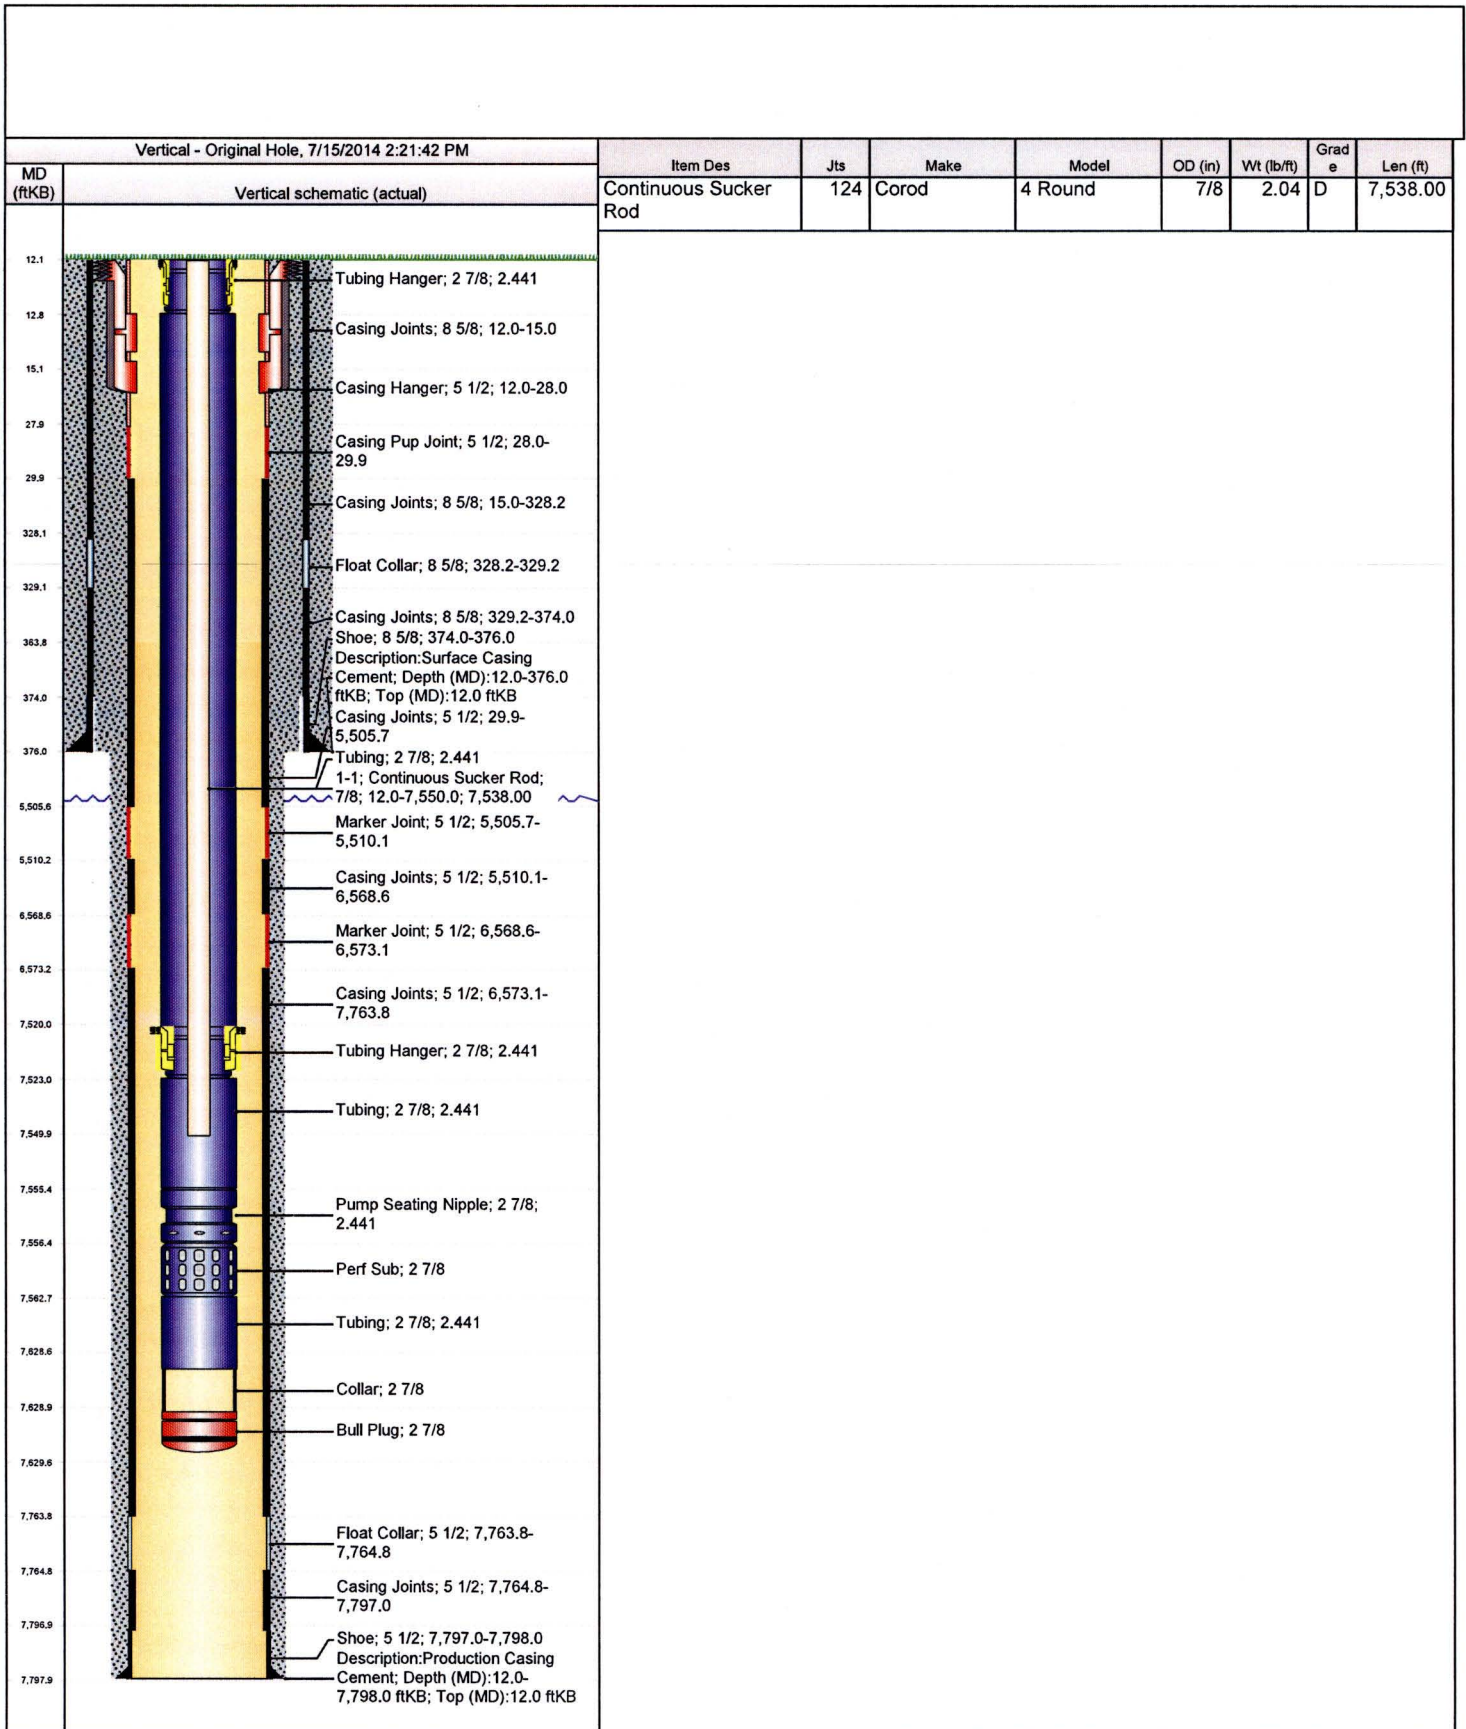 Vertical - Original Hole, 7/15/2014 2:21:42 PM
MD
(ftKB)
Vertical schematic (actual)
Item Des Jts Make Model OD (in) Wt (lb/ft) Grad e Len (ft)
Continuous Sucker Rod 124 Corod 4 Round 7/8 2.04 D 7,538.00
12.1
Tubing Hanger; 2 7/8; 2.441
12.8
Casing Joints; 8 5/8; 12.0-15.0
15.1
Casing Hanger; 5 1/2; 12.0-28.0
27.9
Casing Pup Joint; 5 1/2; 28.0-
29.9
29.9
Casing Joints; 8 5/8; 15.0-328.2
328.1
Float Collar; 8 5/8; 328.2-329.2
329.1
Casing Joints; 8 5/8; 329.2-374.0
Shoe; 8 5/8; 374.0-376.0
363.8
Description:Surface Casing
Cement; Depth (MD):12.0-376.0
ftKB; Top (MD):12.0 ftKB
374.0
Casing Joints; 5 1/2; 29.9-
5,505.7
376.0
Tubing; 2 7/8; 2.441
1-1; Continuous Sucker Rod;
7/8; 12.0-7,550.0; 7,538.00
5,505.6
Marker Joint; 5 1/2; 5,505.7-
5,510.1
5,510.2
Casing Joints; 5 1/2; 5,510.1-
6,568.6
6,568.6
Marker Joint; 5 1/2; 6,568.6-
6,573.1
6,573.2
Casing Joints; 5 1/2; 6,573.1-
7,763.8
7,520.0
Tubing Hanger; 2 7/8; 2.441
7,523.0
Tubing; 2 7/8; 2.441
7,549.9
7,555.4
Pump Seating Nipple; 2 7/8;
2.441
7,556.4
Perf Sub; 2 7/8
7,562.7
Tubing; 2 7/8; 2.441
7,628.6
Collar; 2 7/8
7,628.9
Bull Plug; 2 7/8
7,629.6
7,763.8
Float Collar; 5 1/2; 7,763.8-
7,764.8
7,764.8
Casing Joints; 5 1/2; 7,764.8-
7,797.0
7,796.9
Shoe; 5 1/2; 7,797.0-7,798.0
Description:Production Casing
Cement; Depth (MD):12.0-
7,798.0 ftKB; Top (MD):12.0 ftKB
7,797.9